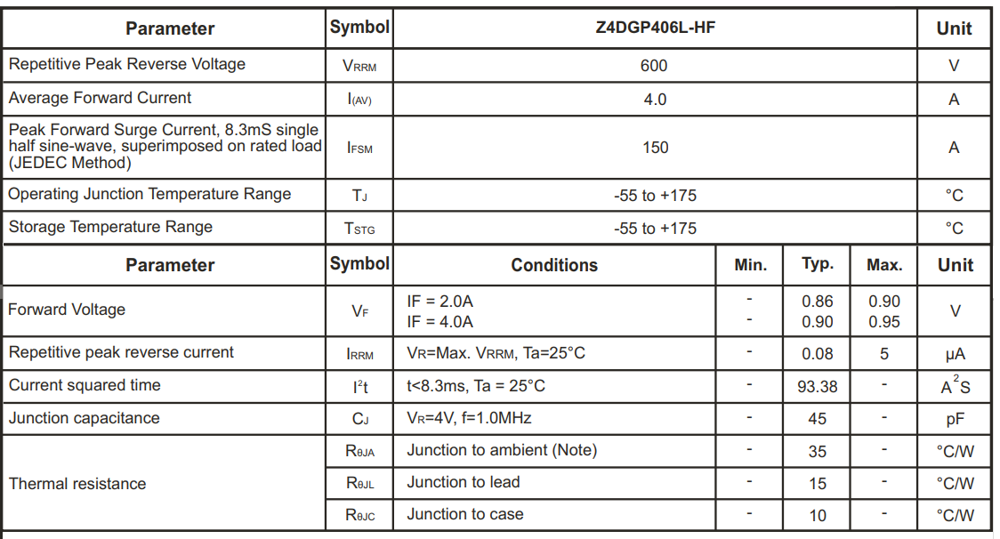 Parameter Symbol Z4DGP406L-HF Unit
Repetitive Peak Reverse Voltage VRRM 600 V
Average Forward Current I(AV) 4.0 A
Peak Forward Surge Current, 8.3mS single
half sine-wave, superimposed on rated load IFSM 150 A
(JEDEC Method)
Operating Junction Temperature Range TJ -55 to +175 °C
Storage Temperature Range TSTG -55 to +175 °C
Parameter Symbol Conditions Min. Typ. Max. Unit
Forward Voltage VF IF = 2.0A - 0.86 0.90 V
IF = 4.0A - 0.90 0.95
Repetitive peak reverse current IRRM VR=Max. VRRM, Ta=25°C - 0.08 5 µA
Current squared time I²t t<8.3ms, Ta = 25°C - 93.38 - A²S
Junction capacitance CJ VR=4V, f=1.0MHz - 45 - pF
Thermal resistance RθJA Junction to ambient (Note) - 35 - °C/W
RθJL Junction to lead - 15 - °C/W
RθJC Junction to case - 10 - °C/W